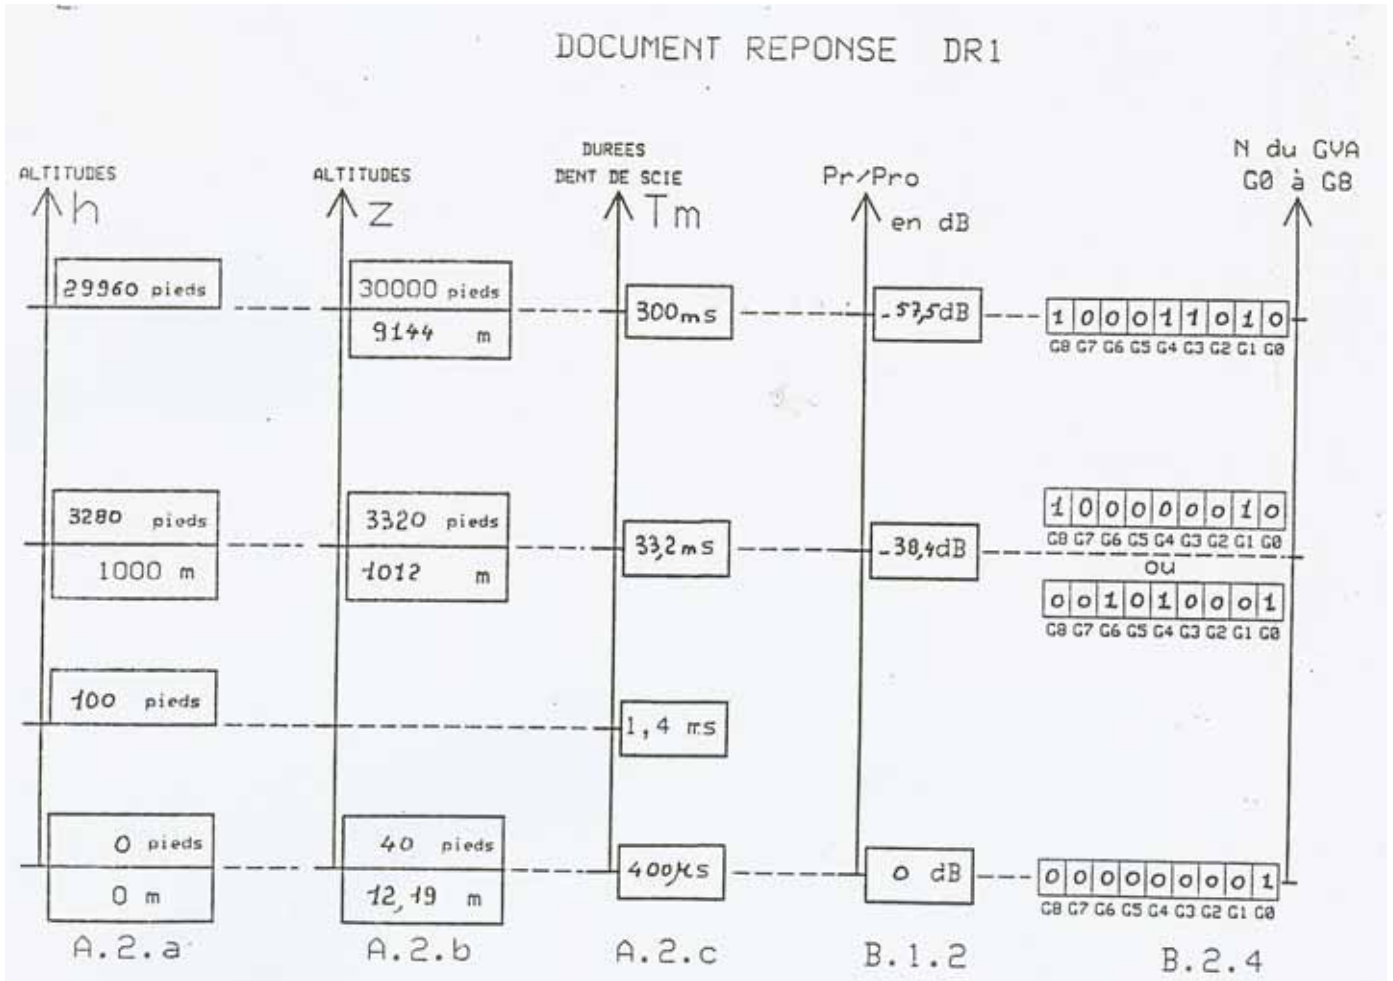 DOCUMENT REPONSE DR1
ALTITUDES
h
ALTITUDES
z
DUREES
DENT DE SCIE
Tm
Pr/Pro
en dB
N du GVA
G0 à G8
29960 pieds
30000 pieds
9144 m
300ms
-57,5dB
1 0 0 0 1 1 0 1 0
G8 G7 G6 G5 G4 G3 G2 G1 G0
3280 pieds
1000 m
3320 pieds
1012 m
33,2ms
-38,4dB
1 0 0 0 0 0 0 1 0
G8 G7 G6 G5 G4 G3 G2 G1 G0
ou
0 0 1 0 1 0 0 0 1
G8 G7 G6 G5 G4 G3 G2 G1 G0
100 pieds
1,4 ms
0 pieds
0 m
40 pieds
12,19 m
400µs
0 dB
0 0 0 0 0 0 0 0 1
G8 G7 G6 G5 G4 G3 G2 G1 G0
A.2.a
A.2.b
A.2.c
B.1.2
B.2.4